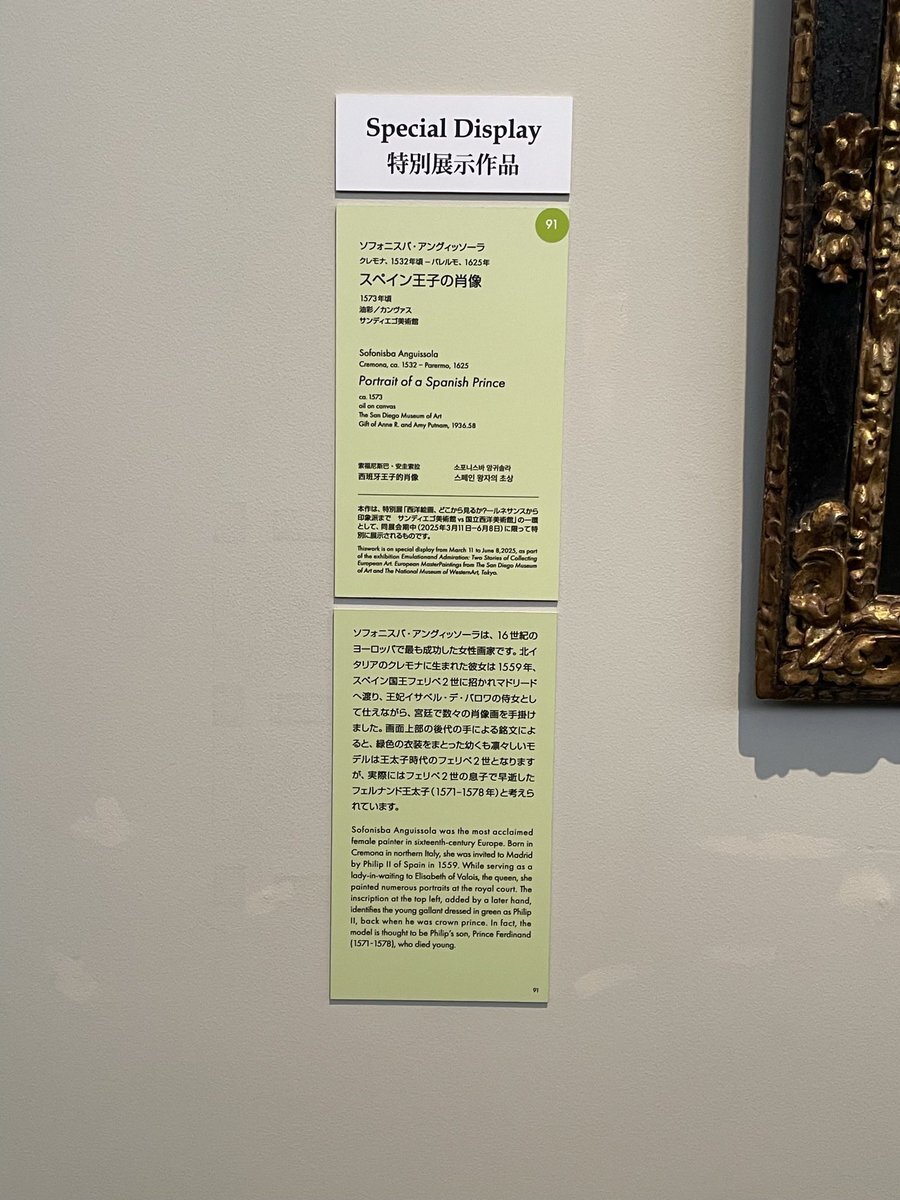 Special Display
特別展示作品
91
ソフォニスバ・アングィッソーラ
クレモナ、1532年頃 – パレルモ、1625年
スペイン王子の肖像
1573年頃
油彩／カンヴァス
サンディエゴ美術館
Sofonisba Anguissola
Cremona, ca. 1532 – Parermo, 1625
Portrait of a Spanish Prince
ca. 1573
oil on canvas
The San Diego Museum of Art
Gift of Anne R. and Amy Putnam, 1936.58
索福尼斯巴・安圭索拉
西班牙王子的肖像
소포니스바 앙귀솔라
스페인 왕자의 초상
本作は、特別展「西洋絵画、どこから見るか?―ルネサンスから
印象派まで　サンディエゴ美術館 vs 国立西洋美術館」の一環
として、同展会期中（2025年3月11日–6月8日）に限って特
別に展示されるものです。
Thiswork is on special display from March 11 to June 8,2025, as part
of the exhibition Emulationand Admiration: Two Stories of Collecting
European Art. European MasterPaintings from The San Diego Museum
of Art and The National Museum of WesternArt, Tokyo.
ソフォニスバ・アングィッソーラは、16世紀の
ヨーロッパで最も成功した女性画家です。北イ
タリアのクレモナに生まれた彼女は1559年、
スペイン国王フェリペ2世に招かれマドリード
へ渡り、王妃イサベル・デ・バロワの侍女とし
て仕えながら、宮廷で数々の肖像画を手掛け
ました。画面上部の後代の手による銘文によ
ると、緑色の衣装をまとった幼くも凛々しいモ
デルは王太子時代のフェリペ2世となります
が、実際にはフェリペ2世の息子で早逝した
フェルナンド王太子（1571–1578年）と考えら
れています。
Sofonisba Anguissola was the most acclaimed
female painter in sixteenth-century Europe. Born in
Cremona in northern Italy, she was invited to Madrid
by Philip II of Spain in 1559. While serving as a
lady-in-waiting to Elisabeth of Valois, the queen, she
painted numerous portraits at the royal court. The
inscription at the top left, added by a later hand,
identifies the young gallant dressed in green as Philip
II, back when he was crown prince. In fact, the
model is thought to be Philip's son, Prince Ferdinand
(1571-1578), who died young.
91